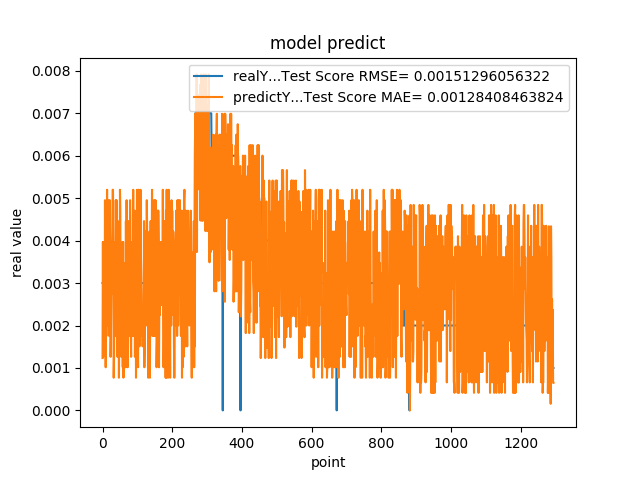 model predict
realY...Test Score RMSE= 0.00151296056322
predictY...Test Score MAE= 0.00128408463824
0.008
0.007
0.006
0.005
0.004
0.003
0.002
0.001
0.000
real value
0 200 400 600 800 1000 1200
point